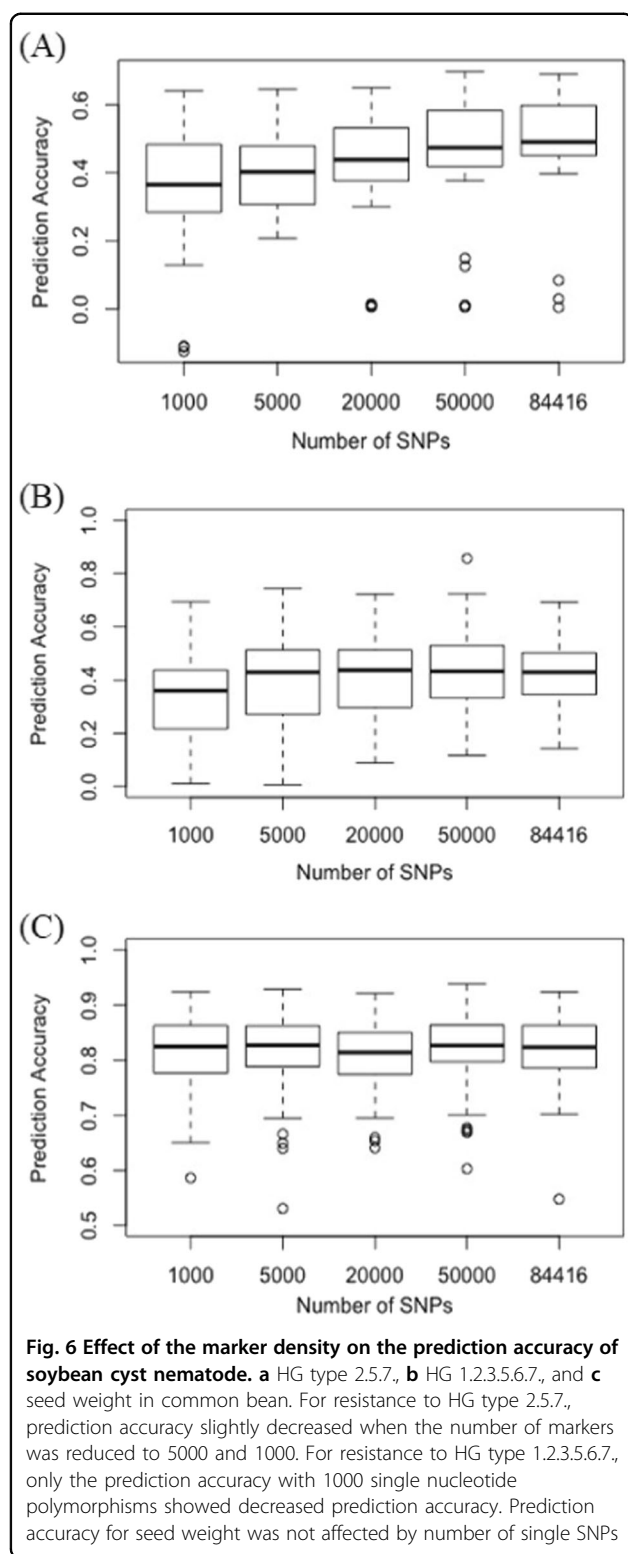 (A)
Prediction Accuracy
0.6
0.4
0.2
0.0
1000 5000 20000 50000 84416
Number of SNPs
(B)
Prediction Accuracy
1.0
0.8
0.6
0.4
0.2
0.0
1000 5000 20000 50000 84416
Number of SNPs
(C)
Prediction Accuracy
1.0
0.9
0.8
0.7
0.6
0.5
1000 5000 20000 50000 84416
Number of SNPs
Fig. 6 Effect of the marker density on the prediction accuracy of
soybean cyst nematode. a HG type 2.5.7., b HG 1.2.3.5.6.7., and c
seed weight in common bean. For resistance to HG type 2.5.7.,
prediction accuracy slightly decreased when the number of markers
was reduced to 5000 and 1000. For resistance to HG type 1.2.3.5.6.7.,
only the prediction accuracy with 1000 single nucleotide
polymorphisms showed decreased prediction accuracy. Prediction
accuracy for seed weight was not affected by number of single SNPs